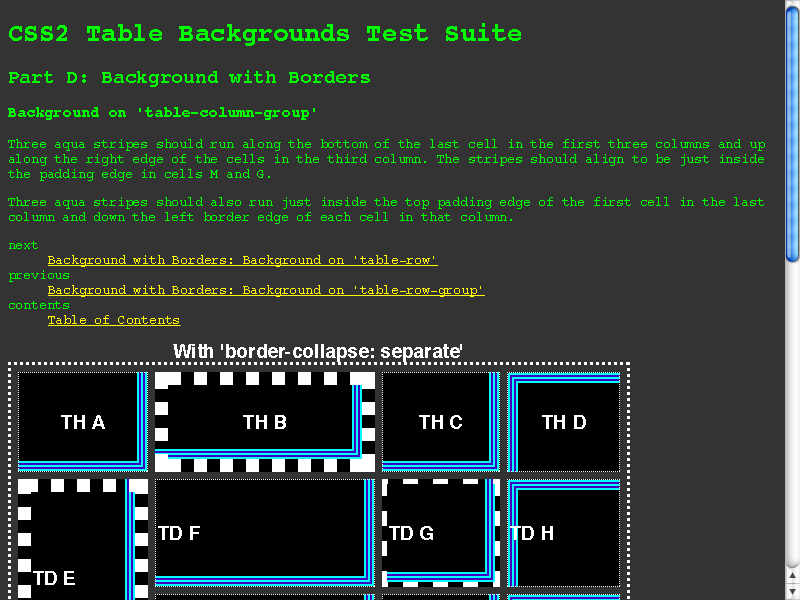 CSS2 Table Backgrounds Test Suite
Part D: Background with Borders
Background on 'table-column-group'
Three aqua stripes should run along the bottom of the last cell in the first three columns and up
along the right edge of the cells in the third column. The stripes should align to be just inside
the padding edge in cells M and G.
Three aqua stripes should also run just inside the top padding edge of the first cell in the last
column and down the left border edge of each cell in that column.
next
Background with Borders: Background on 'table-row'
previous
Background with Borders: Background on 'table-row-group'
contents
Table of Contents
With 'border-collapse: separate'
TH A
TH B
TH C
TH D
TD E
TD F
TD G
TD H